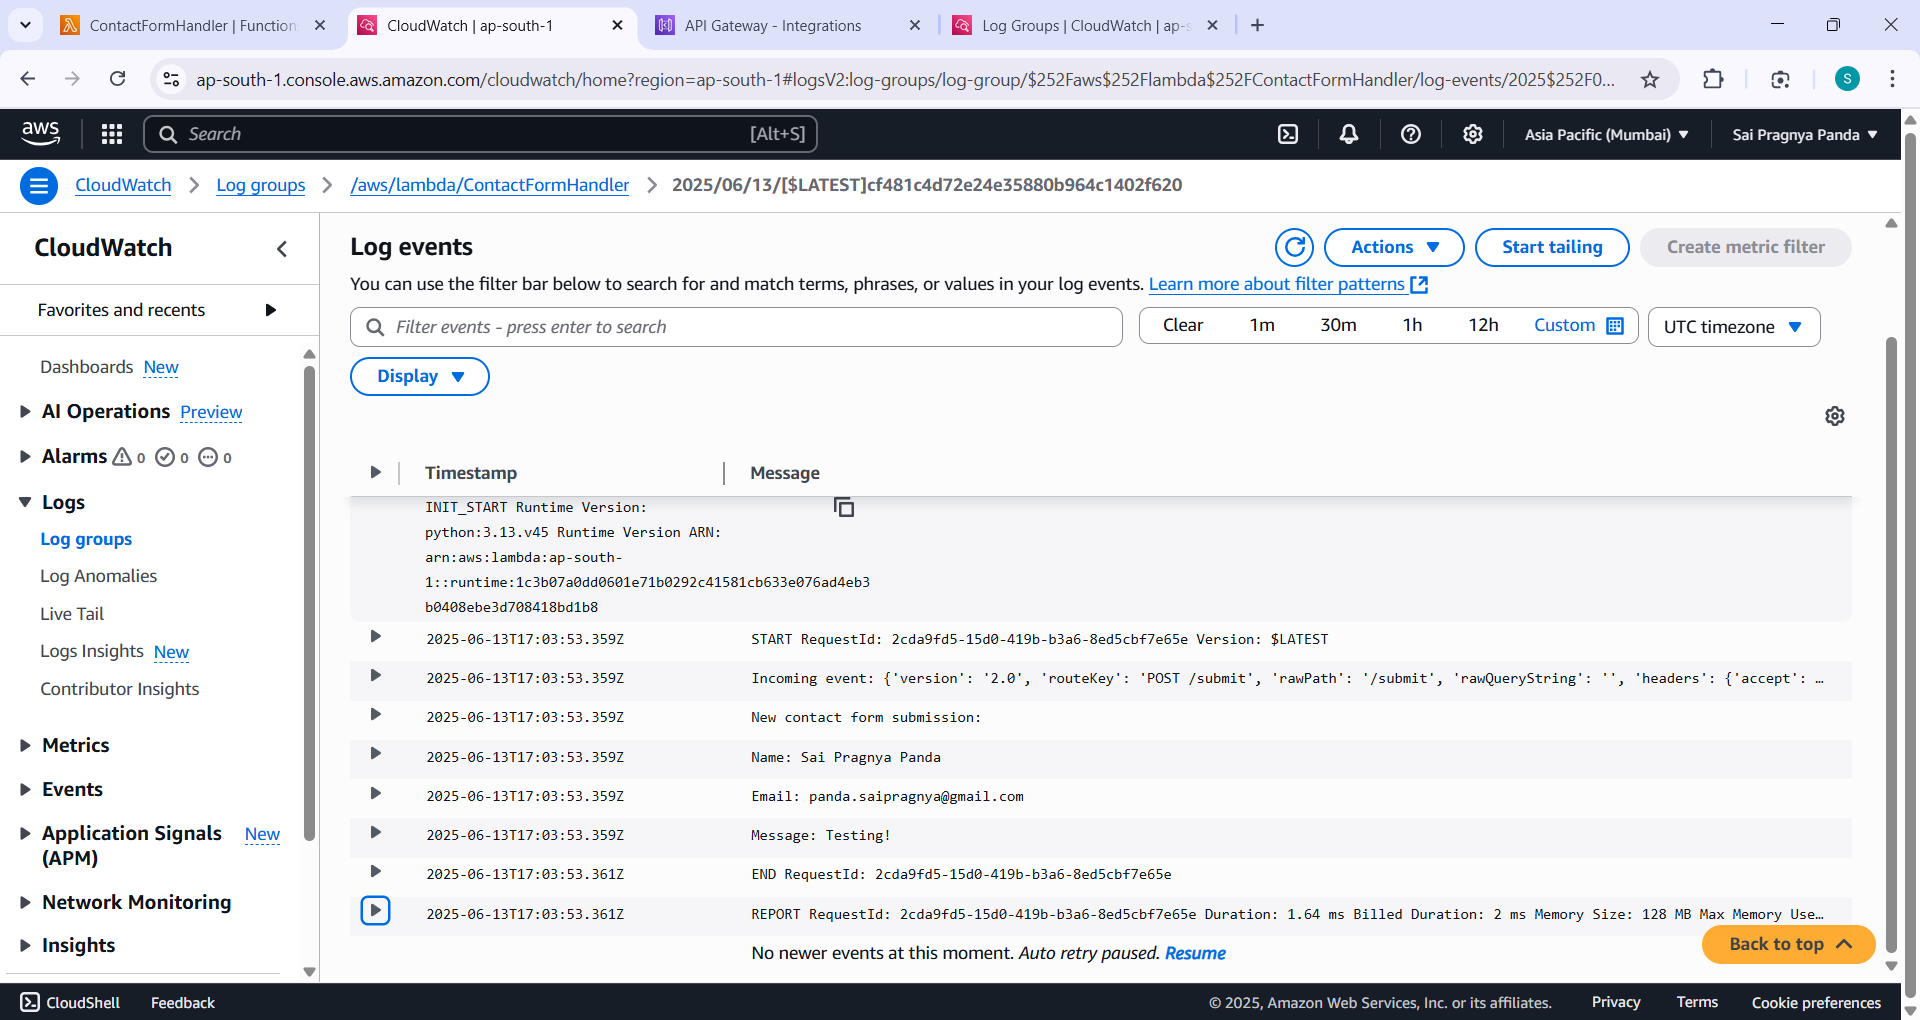 ContactFormHandler | Function
CloudWatch | ap-south-1
API Gateway - Integrations
Log Groups | CloudWatch | ap-s
ap-south-1.console.aws.amazon.com/cloudwatch/home?region=ap-south-1#logsV2:log-groups/log-group/$252Faws$252Flambda$252FContactFormHandler/log-events/2025$252F0...
S
aws
Search
[Alt+S]
Asia Pacific (Mumbai)
Sai Pragnya Panda
CloudWatch
Log groups
/aws/lambda/ContactFormHandler
2025/06/13/[$LATEST]cf481c4d72e24e35880b964c1402f620
CloudWatch
Favorites and recents
Dashboards New
AI Operations Preview
Alarms 0 0 0
Logs
Log groups
Log Anomalies
Live Tail
Logs Insights New
Contributor Insights
Metrics
Events
Application Signals New
(APM)
Network Monitoring
Insights
Log events
Actions
Start tailing
Create metric filter
You can use the filter bar below to search for and match terms, phrases, or values in your log events. Learn more about filter patterns
Filter events - press enter to search
Clear 1m 30m 1h 12h Custom
UTC timezone
Display
Timestamp Message
INIT_START Runtime Version:
python:3.13.v45 Runtime Version ARN:
arn:aws:lambda:ap-south-
1::runtime:1c3b07a0dd0601e71b0292c41581cb633e076ad4eb3
b0408ebe3d708418bd1b8
2025-06-13T17:03:53.359Z START RequestId: 2cda9fd5-15d0-419b-b3a6-8ed5cbf7e65e Version: $LATEST
2025-06-13T17:03:53.359Z Incoming event: {'version': '2.0', 'routeKey': 'POST /submit', 'rawPath': '/submit', 'rawQueryString': '', 'headers': {'accept': …
2025-06-13T17:03:53.359Z New contact form submission:
2025-06-13T17:03:53.359Z Name: Sai Pragnya Panda
2025-06-13T17:03:53.359Z Email: panda.saipragnya@gmail.com
2025-06-13T17:03:53.359Z Message: Testing!
2025-06-13T17:03:53.361Z END RequestId: 2cda9fd5-15d0-419b-b3a6-8ed5cbf7e65e
2025-06-13T17:03:53.361Z REPORT RequestId: 2cda9fd5-15d0-419b-b3a6-8ed5cbf7e65e Duration: 1.64 ms Billed Duration: 2 ms Memory Size: 128 MB Max Memory Use…
No newer events at this moment. Auto retry paused. Resume
Back to top
CloudShell
Feedback
© 2025, Amazon Web Services, Inc. or its affiliates.
Privacy
Terms
Cookie preferences